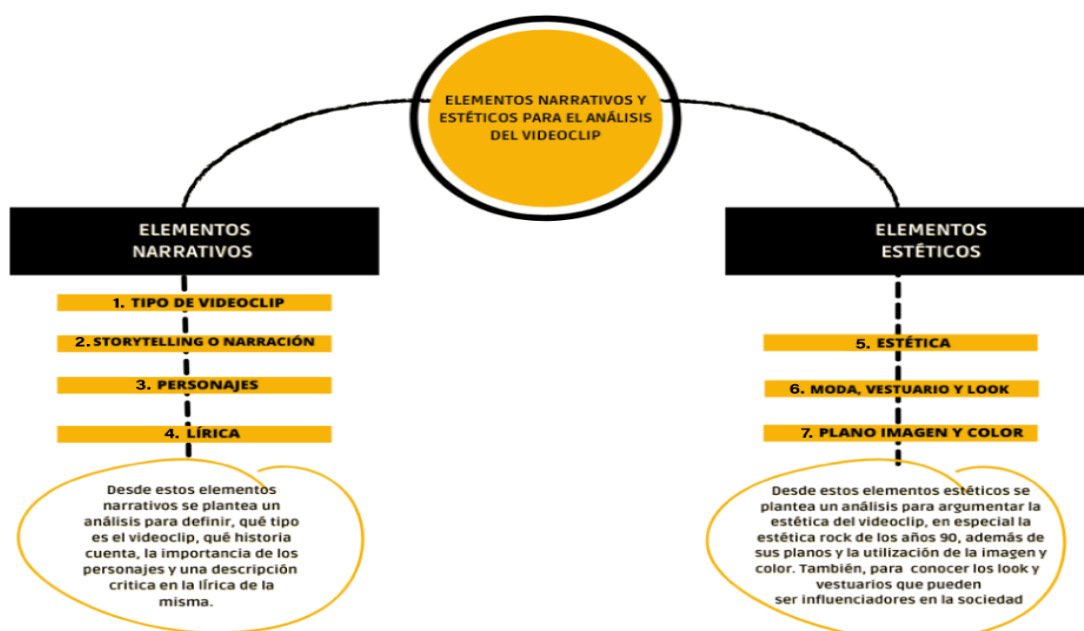 ELEMENTOS NARRATIVOS Y
ESTÉTICOS PARA EL ANÁLISIS
DEL VIDEOCLIP
ELEMENTOS
NARRATIVOS
1. TIPO DE VIDEOCLIP
2. STORYTELLING O NARRACIÓN
3. PERSONAJES
4. LÍRICA
Desde estos elementos
narrativos se plantea un
análisis para definir, qué tipo
es el videoclip, qué historia
cuenta, la importancia de los
personajes y una descripción
critica en la lírica de la
misma.
ELEMENTOS
ESTÉTICOS
5. ESTÉTICA
6. MODA, VESTUARIO Y LOOK
7. PLANO IMAGEN Y COLOR
Desde estos elementos estéticos se
plantea un análisis para argumentar la
estética del videoclip, en especial la
estética rock de los años 90, además de
sus planos y la utilización de la imagen y
color. También, para conocer los look y
vestuarios que pueden
ser influenciadores en la sociedad